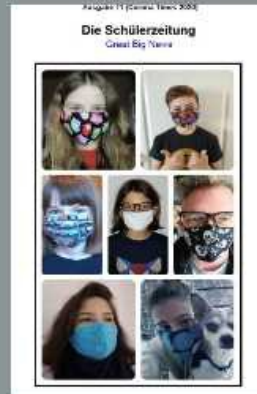 Ausgabe 11 (Corona Times 2020)
Die Schülerzeitung
Great Big News